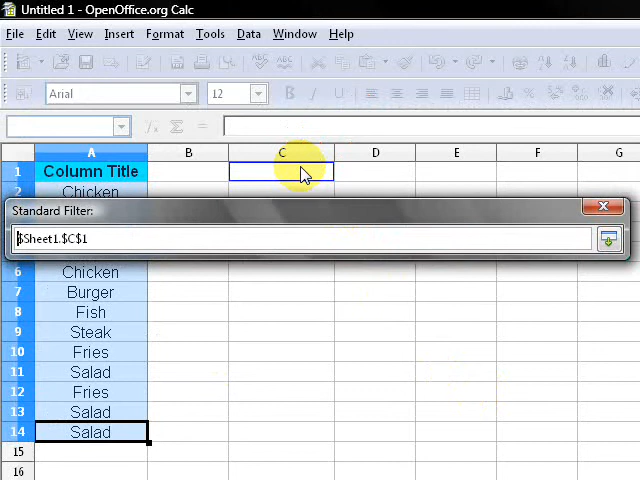 Untitled 1 - OpenOffice.org Calc
File Edit View Insert Format Tools Data Window Help
Arial 12 B I U
A B C D E F G
1 Column Title
2 Chicken
Standard Filter:
$Sheet1.$C$1
6 Chicken
7 Burger
8 Fish
9 Steak
10 Fries
11 Salad
12 Fries
13 Salad
14 Salad
15
16